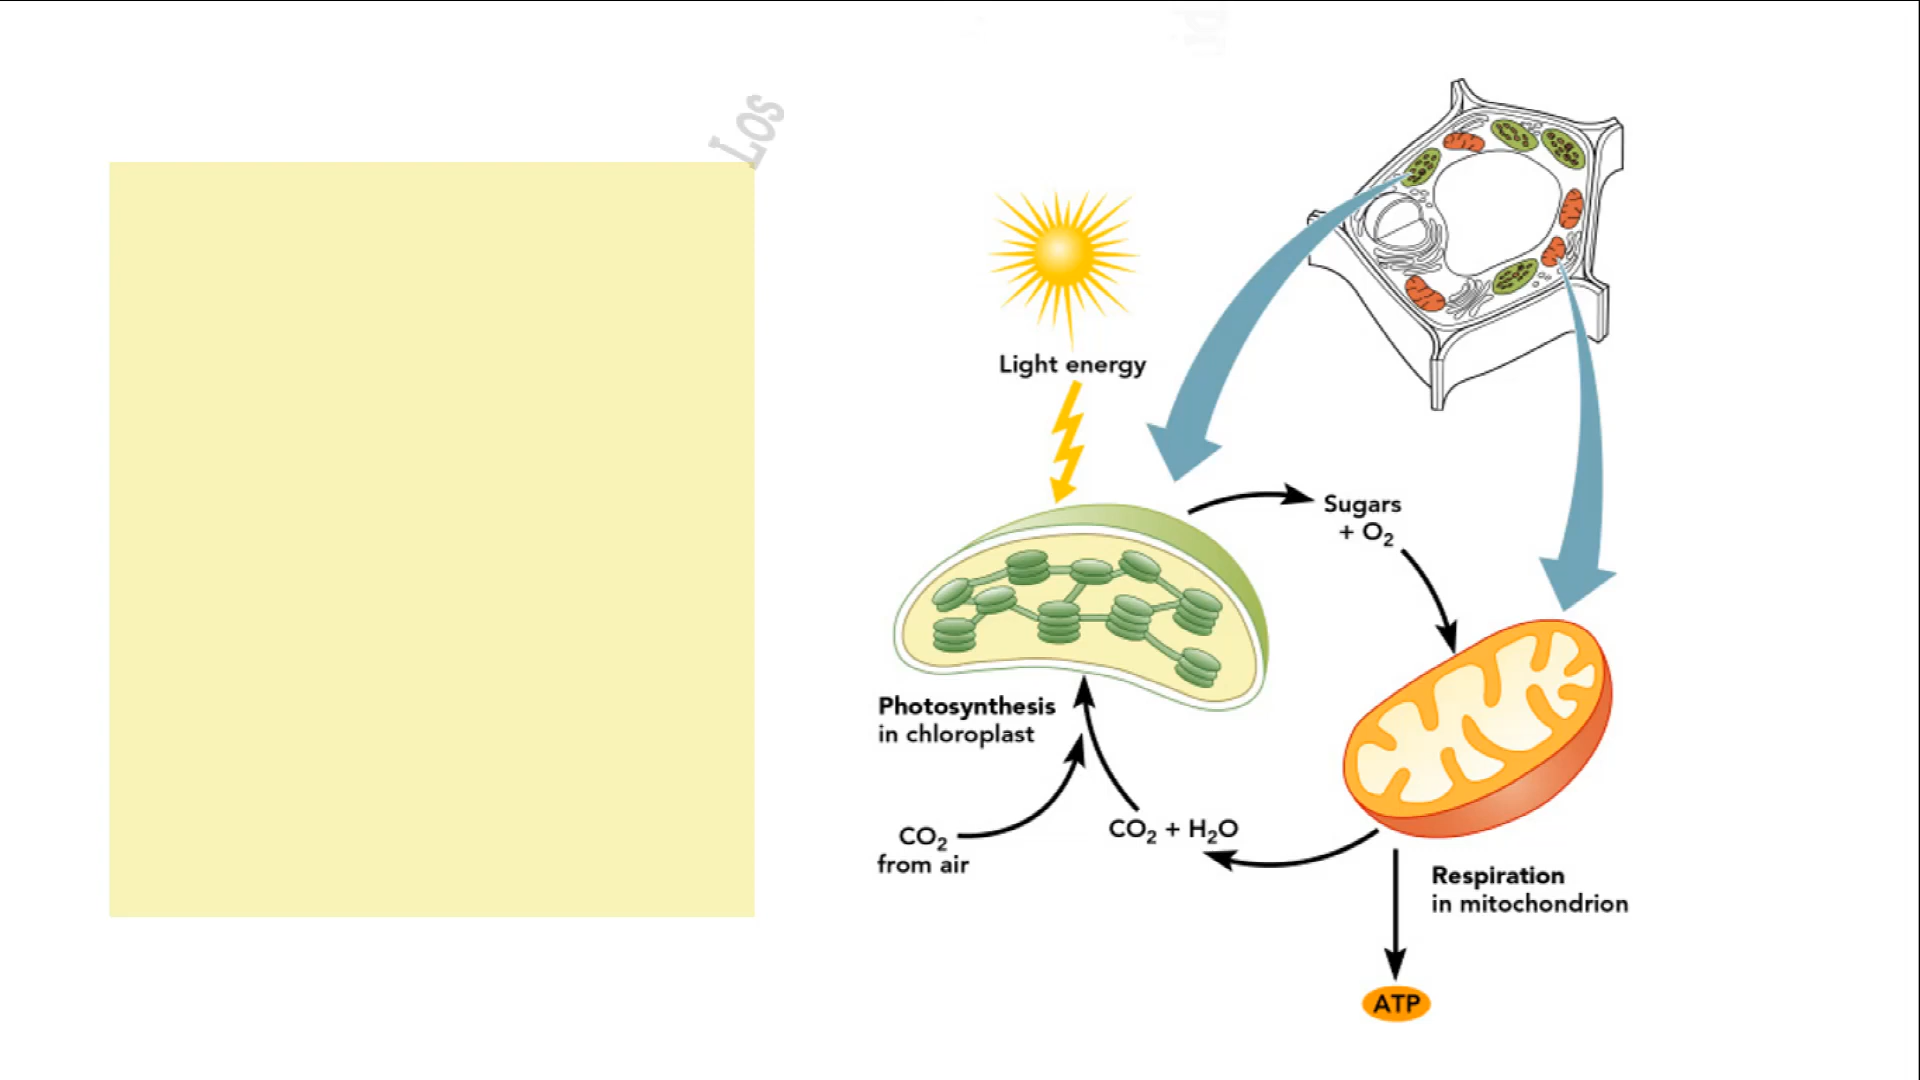 Los
Light energy
Sugars
+ O₂
Photosynthesis
in chloroplast
CO₂
from air
CO₂ + H₂O
Respiration
in mitochondrion
ATP